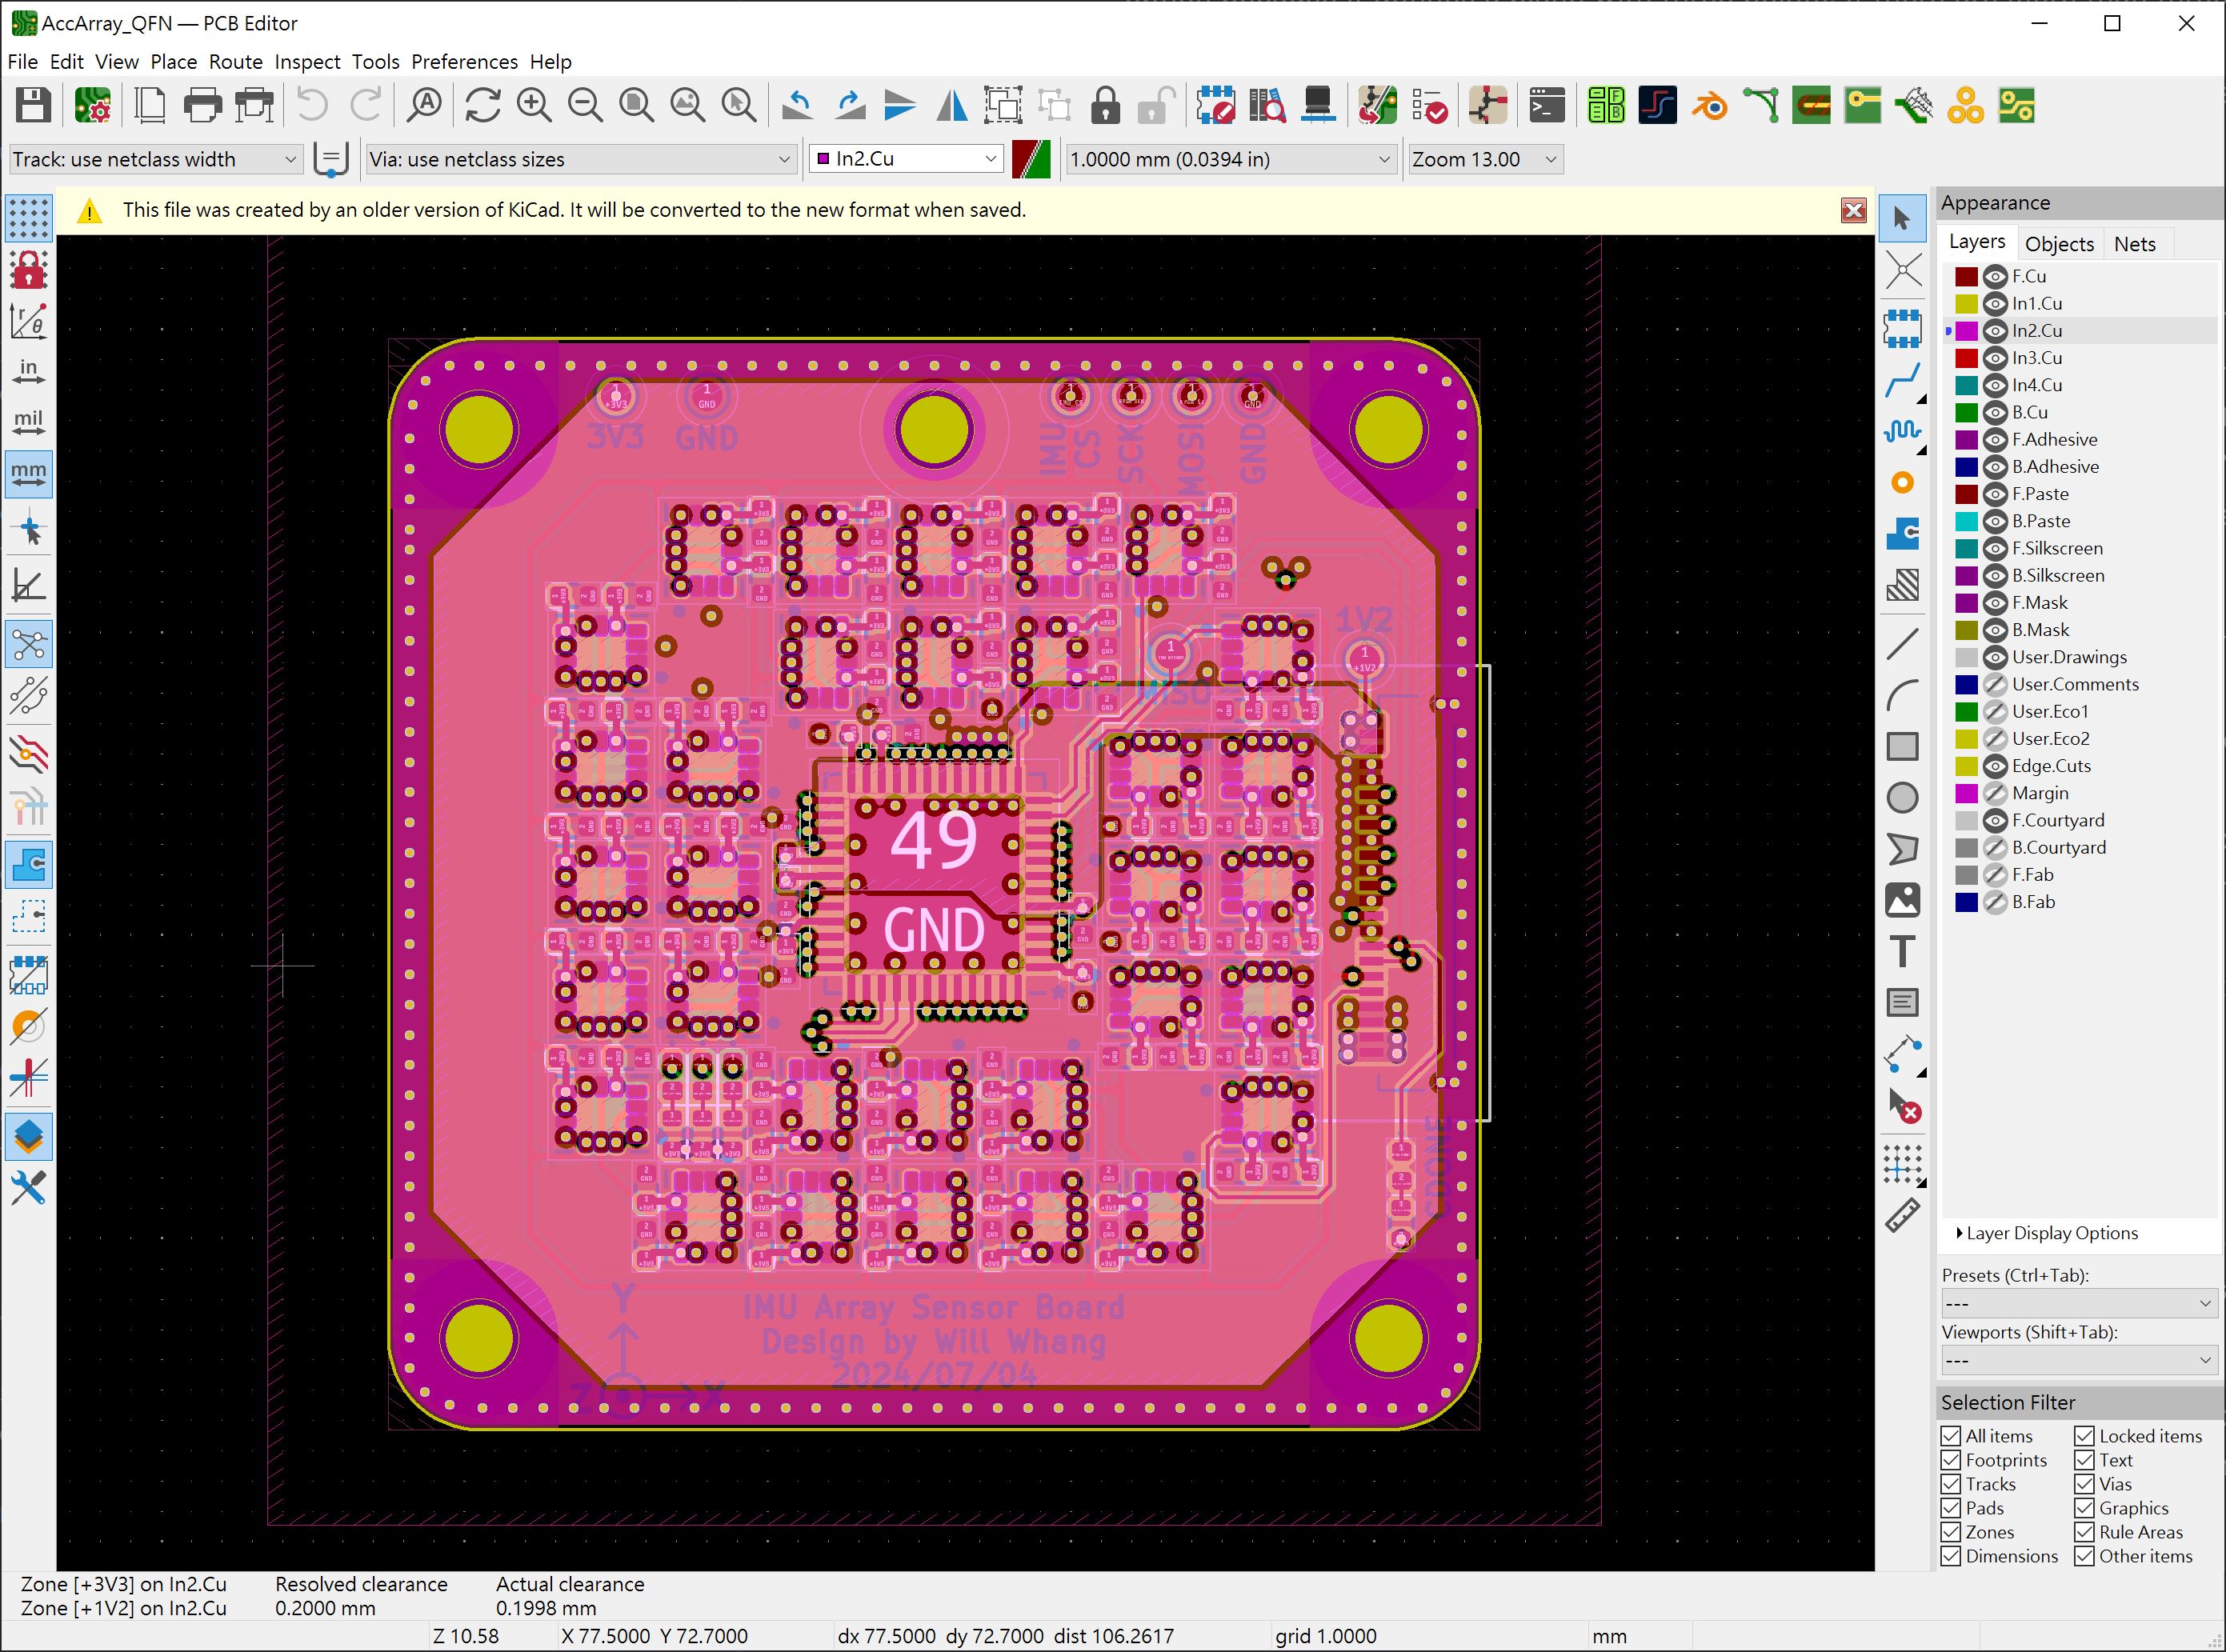 AccArray_QFN — PCB Editor
File Edit View Place Route Inspect Tools Preferences Help
Track: use netclass width
Via: use netclass sizes
In2.Cu
1.0000 mm (0.0394 in)
Zoom 13.00
This file was created by an older version of KiCad. It will be converted to the new format when saved.
in
mil
mm
3V3
GND
IMU
CS
SCK
MOSI
GND
1V2
+1V2
49
GND
CDONE
IMU Array Sensor Board
Design by Will Whang
2024/07/04
Y
Z
X
Appearance
Layers Objects Nets
F.Cu
In1.Cu
In2.Cu
In3.Cu
In4.Cu
B.Cu
F.Adhesive
B.Adhesive
F.Paste
B.Paste
F.Silkscreen
B.Silkscreen
F.Mask
B.Mask
User.Drawings
User.Comments
User.Eco1
User.Eco2
Edge.Cuts
Margin
F.Courtyard
B.Courtyard
F.Fab
B.Fab
Layer Display Options
Presets (Ctrl+Tab):
---
Viewports (Shift+Tab):
---
Selection Filter
All items Locked items
Footprints Text
Tracks Vias
Pads Graphics
Zones Rule Areas
Dimensions Other items
Zone [+3V3] on In2.Cu Resolved clearance Actual clearance
Zone [+1V2] on In2.Cu 0.2000 mm 0.1998 mm
Z 10.58 X 77.5000 Y 72.7000 dx 77.5000 dy 72.7000 dist 106.2617 grid 1.0000 mm